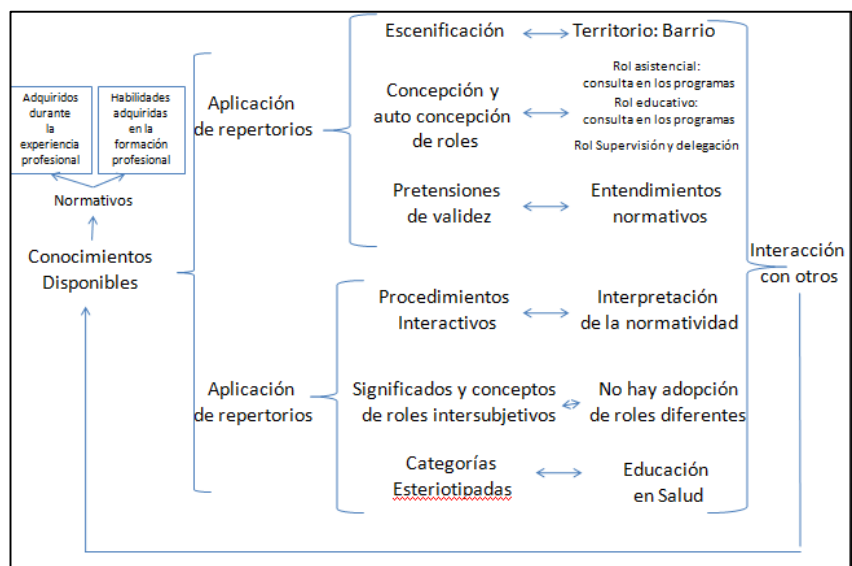 Escenificación
Territorio: Barrio
Adquiridos
durante
la
experiencia
profesional
Habilidades
adquiridas
en la
formación
profesional
Normativos
Conocimientos
Disponibles
Aplicación
de repertorios
Concepción y
auto concepción
de roles
Rol asistencial:
consulta en los programas
Rol educativo:
consulta en los programas
Rol Supervisión y delegación
Pretensiones
de validez
Entendimientos
normativos
Aplicación
de repertorios
Procedimientos
Interactivos
Interpretación
de la normatividad
Significados y conceptos
de roles intersubjetivos
No hay adopción
de roles diferentes
Categorías
Esteriotipadas
Educación
en Salud
Interacción
con otros